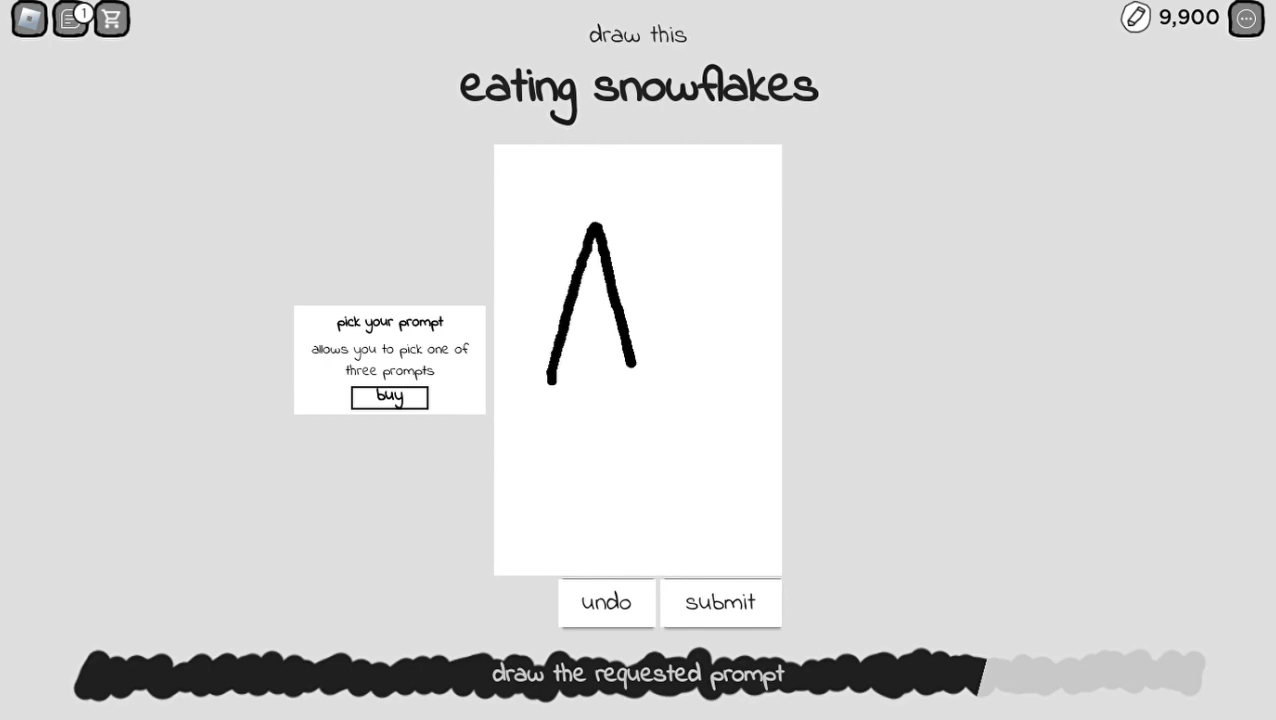 1
9,900
draw this
eating snowflakes
pick your prompt
allows you to pick one of
three prompts
buy
undo
submit
draw the requested prompt